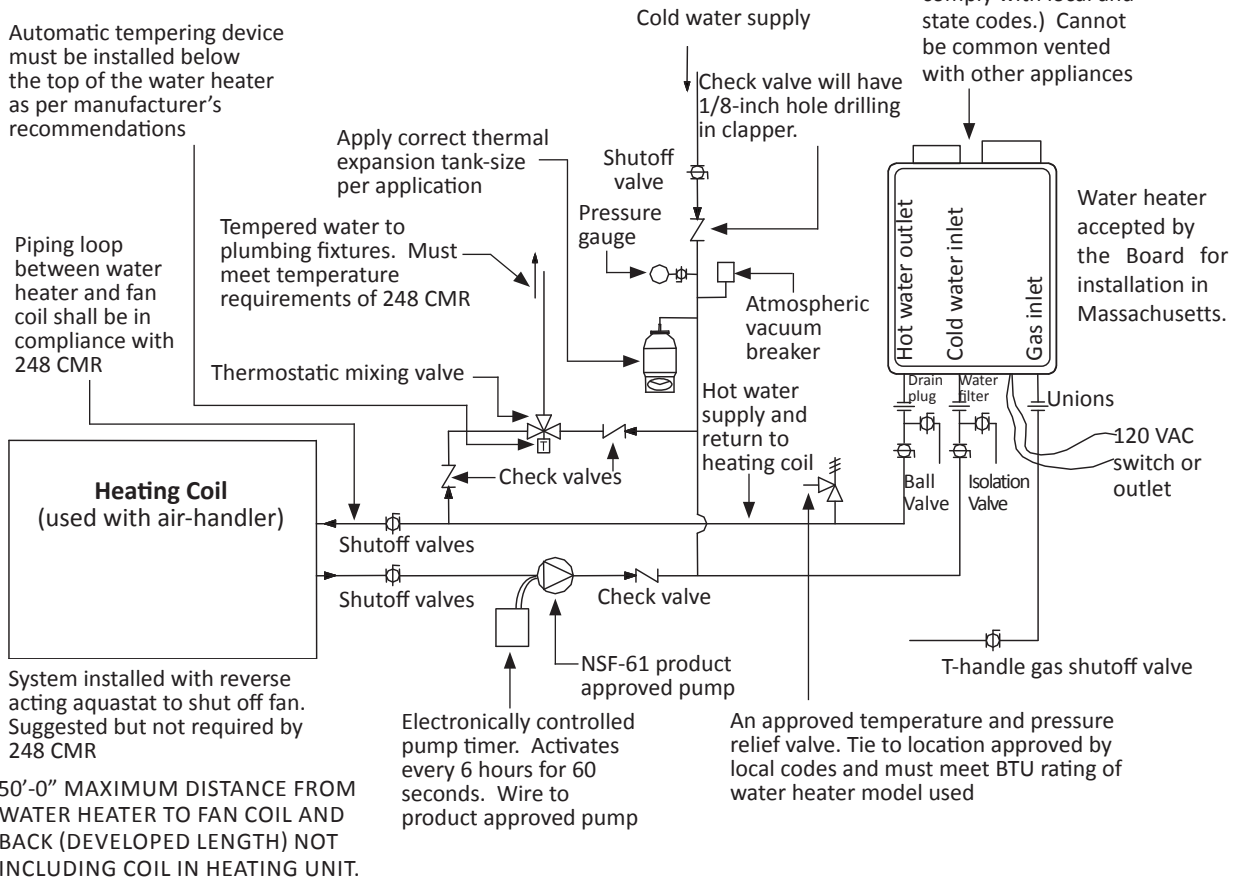 comply with local and
state codes.) Cannot
be common vented
with other appliances
Cold water supply
Automatic tempering device
must be installed below
the top of the water heater
as per manufacturer's
recommendations
Check valve will have
1/8-inch hole drilling
in clapper.
Apply correct thermal
expansion tank-size
per application
Shutoff
valve
Pressure
gauge
Tempered water to
plumbing fixtures. Must
meet temperature
requirements of 248 CMR
Piping loop
between water
heater and fan
coil shall be in
compliance with
248 CMR
Atmospheric
vacuum
breaker
Hot water outlet
Cold water inlet
Gas inlet
Water heater
accepted by
the Board for
installation in
Massachusetts.
Thermostatic mixing valve
T
Hot water
supply and
return to
heating coil
Drain
plug
Water
filter
Unions
120 VAC
switch or
outlet
Ball
Valve
Isolation
Valve
Check valves
Heating Coil
(used with air-handler)
Shutoff valves
Shutoff valves
Check valve
T-handle gas shutoff valve
NSF-61 product
approved pump
System installed with reverse
acting aquastat to shut off fan.
Suggested but not required by
248 CMR
Electronically controlled
pump timer. Activates
every 6 hours for 60
seconds. Wire to
product approved pump
An approved temperature and pressure
relief valve. Tie to location approved by
local codes and must meet BTU rating of
water heater model used
50'-0" MAXIMUM DISTANCE FROM
WATER HEATER TO FAN COIL AND
BACK (DEVELOPED LENGTH) NOT
INCLUDING COIL IN HEATING UNIT.